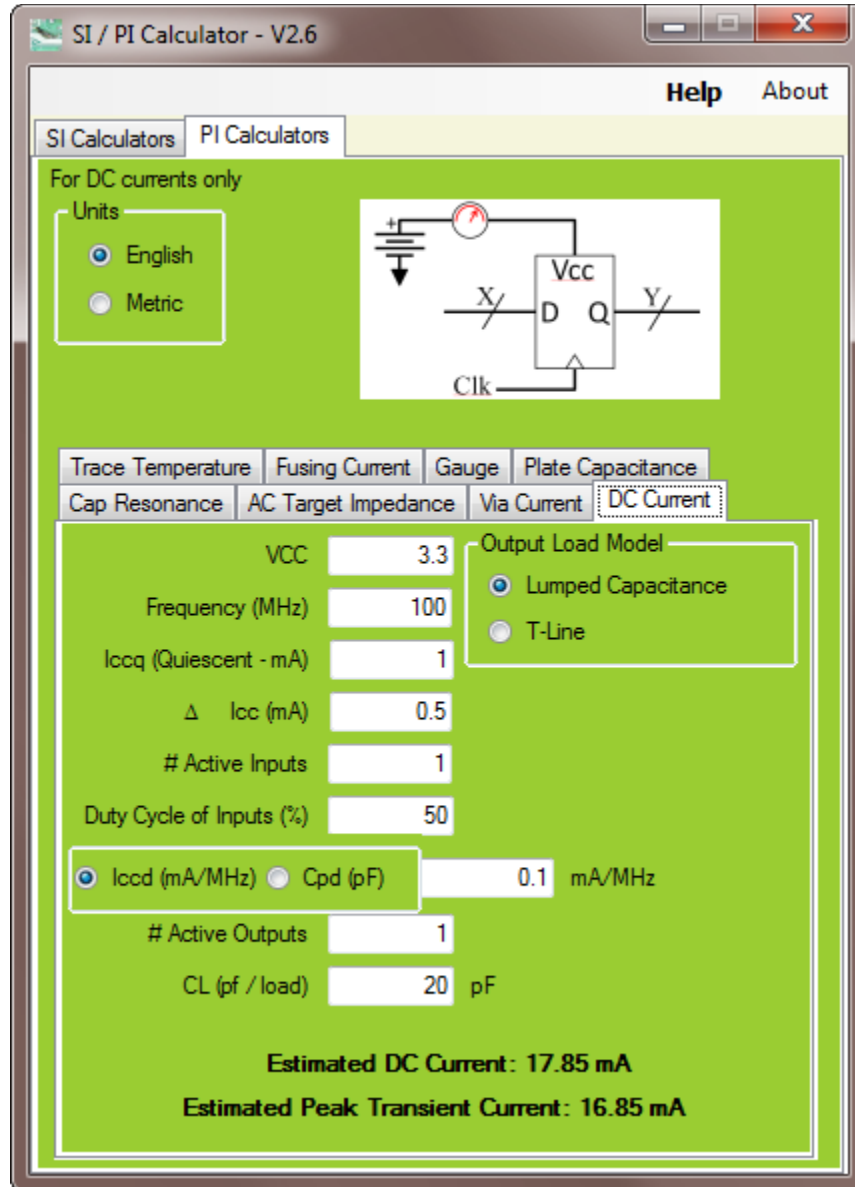 SI / PI Calculator - V2.6
Help About
SI Calculators PI Calculators
For DC currents only
Units
English
Metric
+
Vcc
X D Q Y
Clk
Trace Temperature Fusing Current Gauge Plate Capacitance
Cap Resonance AC Target Impedance Via Current DC Current
VCC 3.3
Output Load Model
Lumped Capacitance
T-Line
Frequency (MHz) 100
Iccq (Quiescent - mA) 1
Δ Icc (mA) 0.5
# Active Inputs 1
Duty Cycle of Inputs (%) 50
Iccd (mA/MHz) Cpd (pF) 0.1 mA/MHz
# Active Outputs 1
CL (pf / load) 20 pF
Estimated DC Current: 17.85 mA
Estimated Peak Transient Current: 16.85 mA